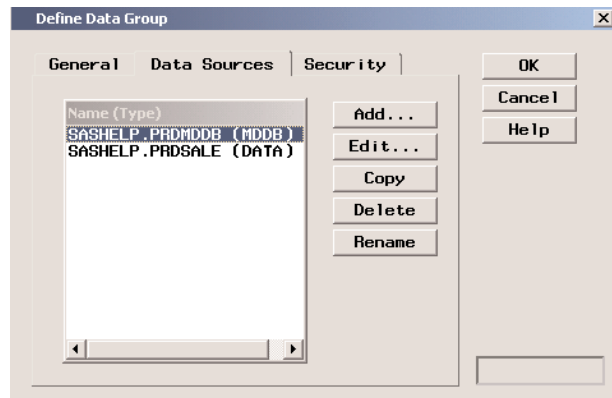 Define Data Group
General
Data Sources
Security
OK
Cancel
Help
Name (Type)
SASHELP.PRDMDDB (MDDB)
SASHELP.PRDSALE (DATA)
Add...
Edit...
Copy
Delete
Rename